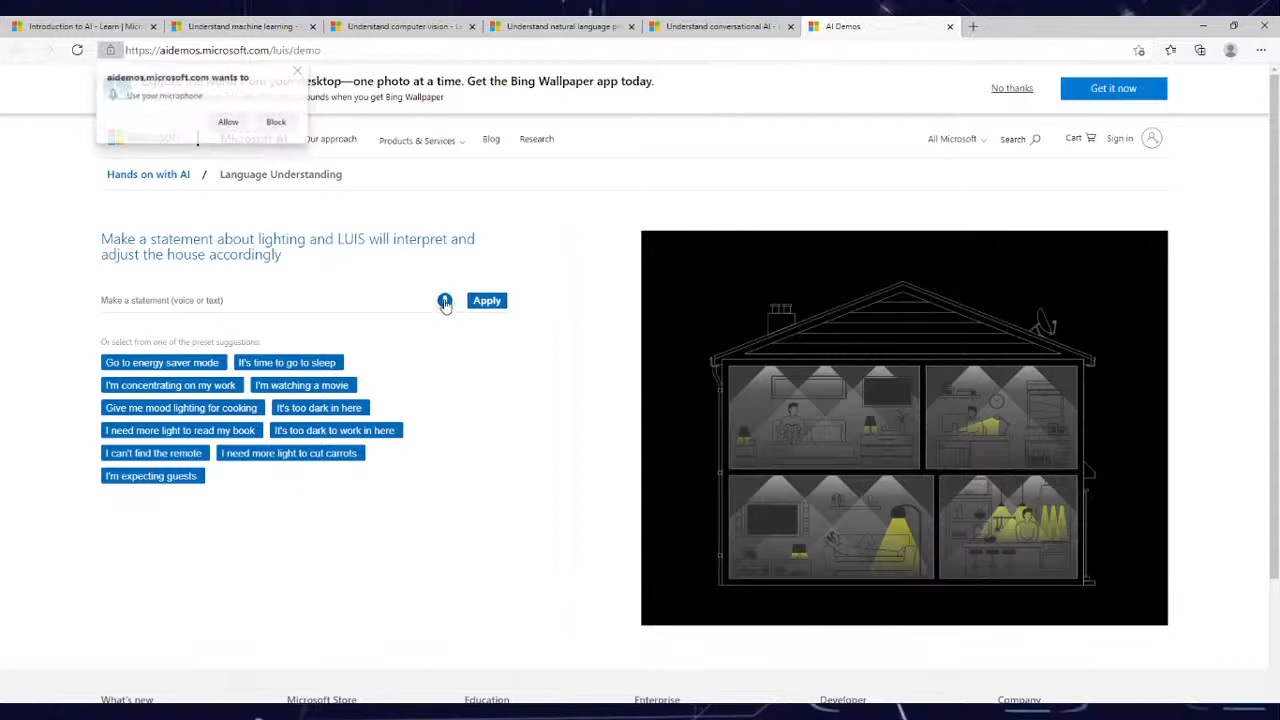 Introduction to AI - Learn | Micros
Understand machine learning -
Understand computer vision - Le
Understand natural language pr
Understand conversational AI -
AI Demos
https://aidemos.microsoft.com/luis/demo
aidemos.microsoft.com wants to
Use your microphone
Allow Block
desktop—one photo at a time. Get the Bing Wallpaper app today.
when you get Bing Wallpaper
No thanks
Get it now
Microsoft AI
Our approach
Products & Services
Blog
Research
All Microsoft
Search
Cart
Sign in
Hands on with AI / Language Understanding
Make a statement about lighting and LUIS will interpret and
adjust the house accordingly
Make a statement (voice or text)
Apply
Or select from one of the preset suggestions:
Go to energy saver mode
It's time to go to sleep
I'm concentrating on my work
I'm watching a movie
Give me mood lighting for cooking
It's too dark in here
I need more light to read my book
It's too dark to work in here
I can't find the remote
I need more light to cut carrots
I'm expecting guests
What's new
Microsoft Store
Education
Enterprise
Developer
Company